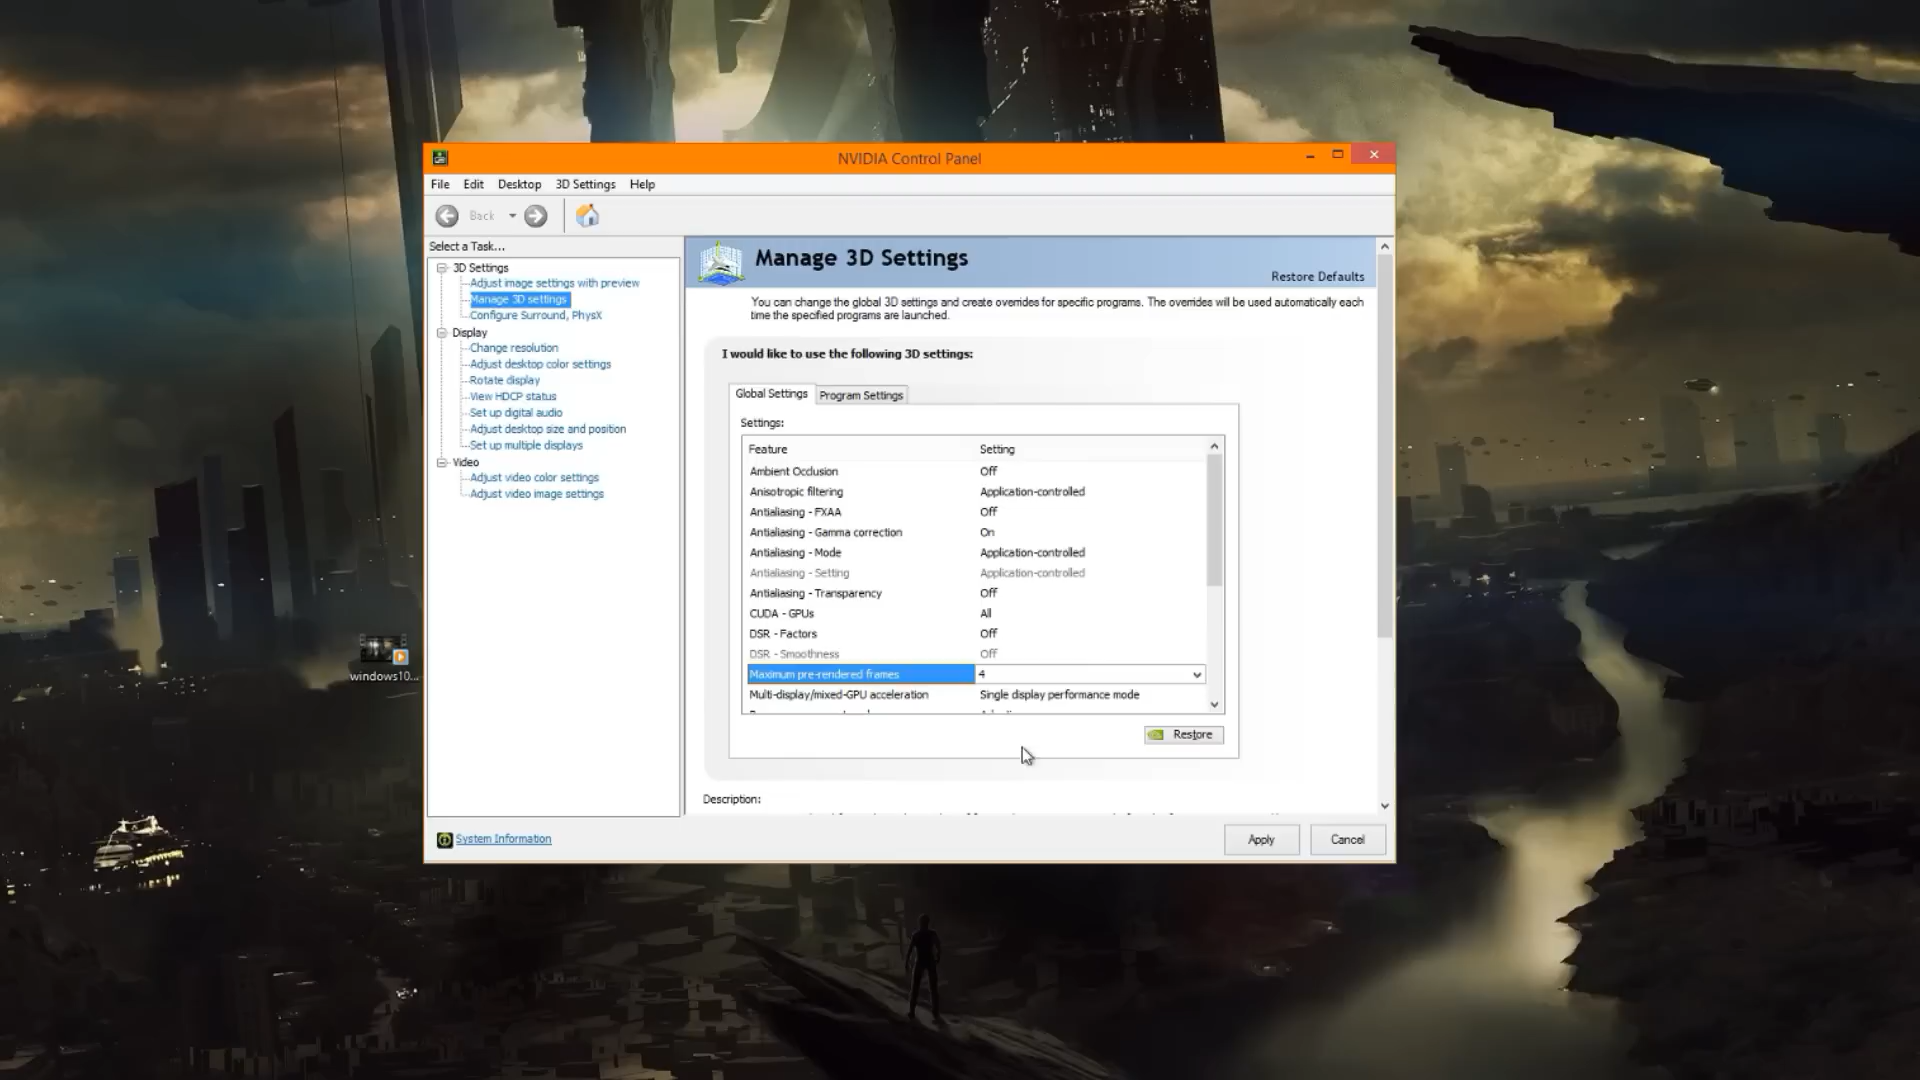 NVIDIA Control Panel
File Edit Desktop 3D Settings Help
Back
Select a Task...
3D Settings
Adjust image settings with preview
Manage 3D settings
Configure Surround, PhysX
Display
Change resolution
Adjust desktop color settings
Rotate display
View HDCP status
Set up digital audio
Adjust desktop size and position
Set up multiple displays
Video
Adjust video color settings
Adjust video image settings
Manage 3D Settings
Restore Defaults
You can change the global 3D settings and create overrides for specific programs. The overrides will be used automatically each
time the specified programs are launched.
I would like to use the following 3D settings:
Global Settings Program Settings
Settings:
Feature Setting
Ambient Occlusion Off
Anisotropic filtering Application-controlled
Antialiasing - FXAA Off
Antialiasing - Gamma correction On
Antialiasing - Mode Application-controlled
Antialiasing - Setting Application-controlled
Antialiasing - Transparency Off
CUDA - GPUs All
DSR - Factors Off
DSR - Smoothness Off
Maximum pre-rendered frames 4
Multi-display/mixed-GPU acceleration Single display performance mode
Restore
Description:
System Information
Apply Cancel
windows10...